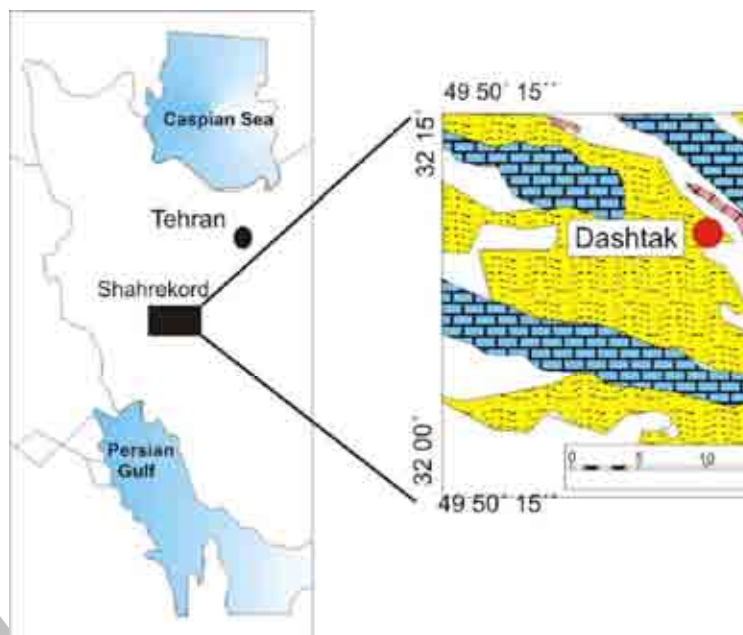 Caspian Sea
Tehran
Shahrekord
Persian
Gulf
49 50´ 15´´
32 15´
Dashtak
32 00´
0 5 10
49 50´ 15´´